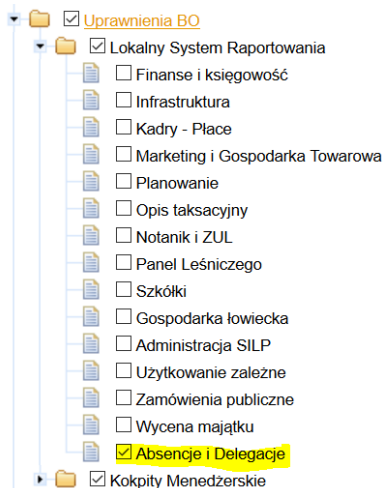 Uprawnienia BO
Lokalny System Raportowania
Finanse i księgowość
Infrastruktura
Kadry - Płace
Marketing i Gospodarka Towarowa
Planowanie
Opis taksacyjny
Notanik i ZUL
Panel Leśniczego
Szkółki
Gospodarka łowiecka
Administracja SILP
Użytkowanie zależne
Zamówienia publiczne
Wycena majątku
Absencje i Delegacje
Kokpity Menedżerskie